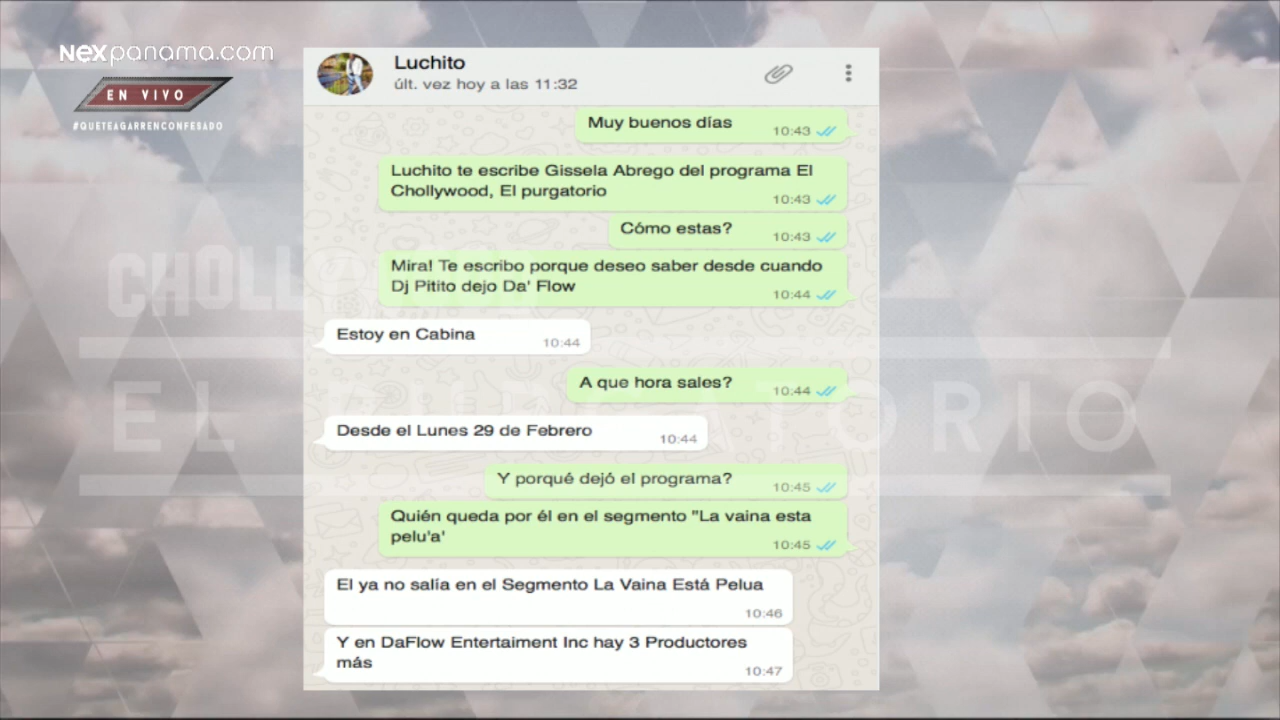 NEXpanama.com
EN VIVO
#QUETEAGARRENCONFESADO
Luchito
últ. vez hoy a las 11:32
Muy buenos días
10:43
Luchito te escribe Gissela Abrego del programa El
Chollywood, El purgatorio
10:43
Cómo estas?
10:43
Mira! Te escribo porque deseo saber desde cuando
Dj Pitito dejo Da' Flow
10:44
Estoy en Cabina
10:44
A que hora sales?
10:44
Desde el Lunes 29 de Febrero
10:44
Y porqué dejó el programa?
10:45
Quién queda por él en el segmento "La vaina esta
pelu'a'
10:45
El ya no salía en el Segmento La Vaina Está Pelua
10:46
Y en DaFlow Entertaiment Inc hay 3 Productores
más
10:47